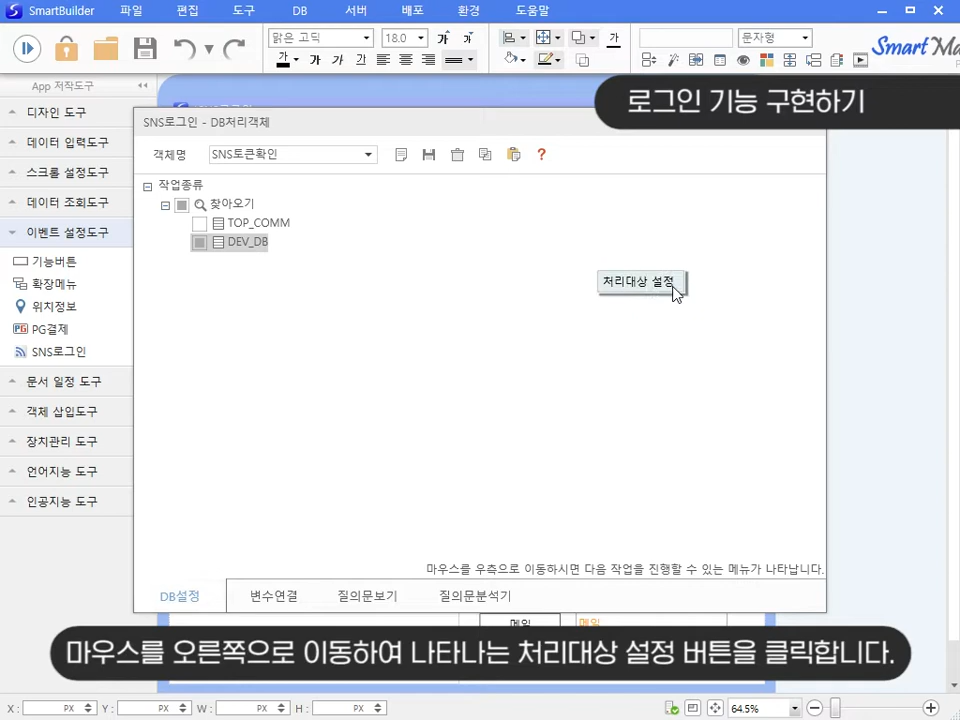 SmartBuilder 파일 편집 도구 DB 서버 배포 환경 도움말
맑은 고딕 18.0 가 가 가 문자형
가 가 가 가
SmartMa
App 저작도구
로그인 기능 구현하기
디자인 도구
데이터 입력도구
스크롤 설정도구
데이터 조회도구
이벤트 설정도구
기능버튼
확장메뉴
위치정보
PG PG결제
SNS로그인
문서 일정 도구
객체 삽입도구
장치관리 도구
언어지능 도구
인공지능 도구
SNS로그인 - DB처리객체
객체명 SNS토큰확인 ?
작업종류
찾아오기
TOP_COMM
DEV_DB
처리대상 설정
마우스를 우측으로 이동하시면 다음 작업을 진행할 수 있는 메뉴가 나타납니다.
DB설정 변수연결 질의문보기 질의문분석기
메일 메일
마우스를 오른쪽으로 이동하여 나타나는 처리대상 설정 버튼을 클릭합니다.
X : PX Y : PX W : PX H : PX 64.5%